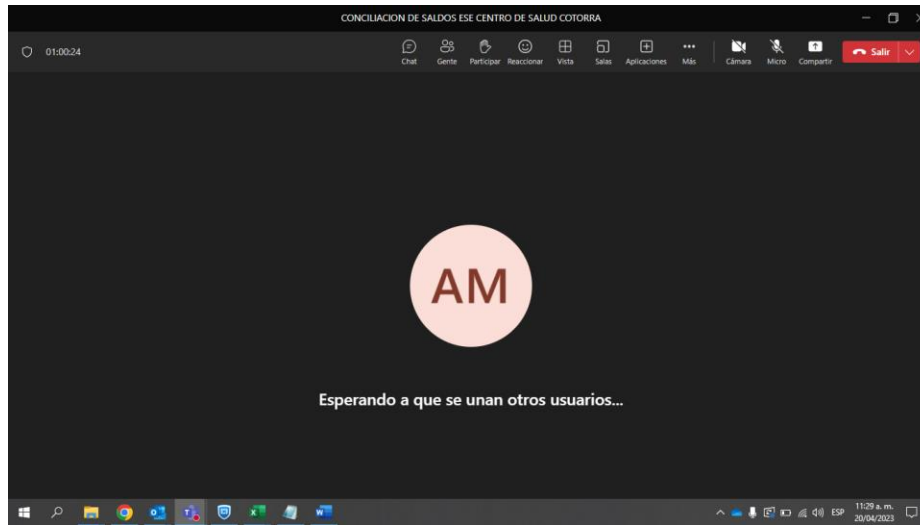 CONCILIACION DE SALDOS ESE CENTRO DE SALUD COTORRA
01:00:24
Chat Gente Participar Reaccionar Vista Salas Aplicaciones Más Cámara Micro Compartir Salir
AM
Esperando a que se unan otros usuarios...
ESP 11:29 a. m.
20/04/2023